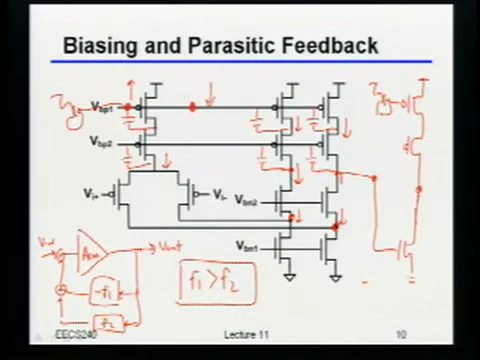 Biasing and Parasitic Feedback
Vbp1
Vbp2
Vi+
Vi-
Vbn2
Vbn1
Vin
Vout
f1
f2
f1 > f2
EECS240
Lecture 11
10